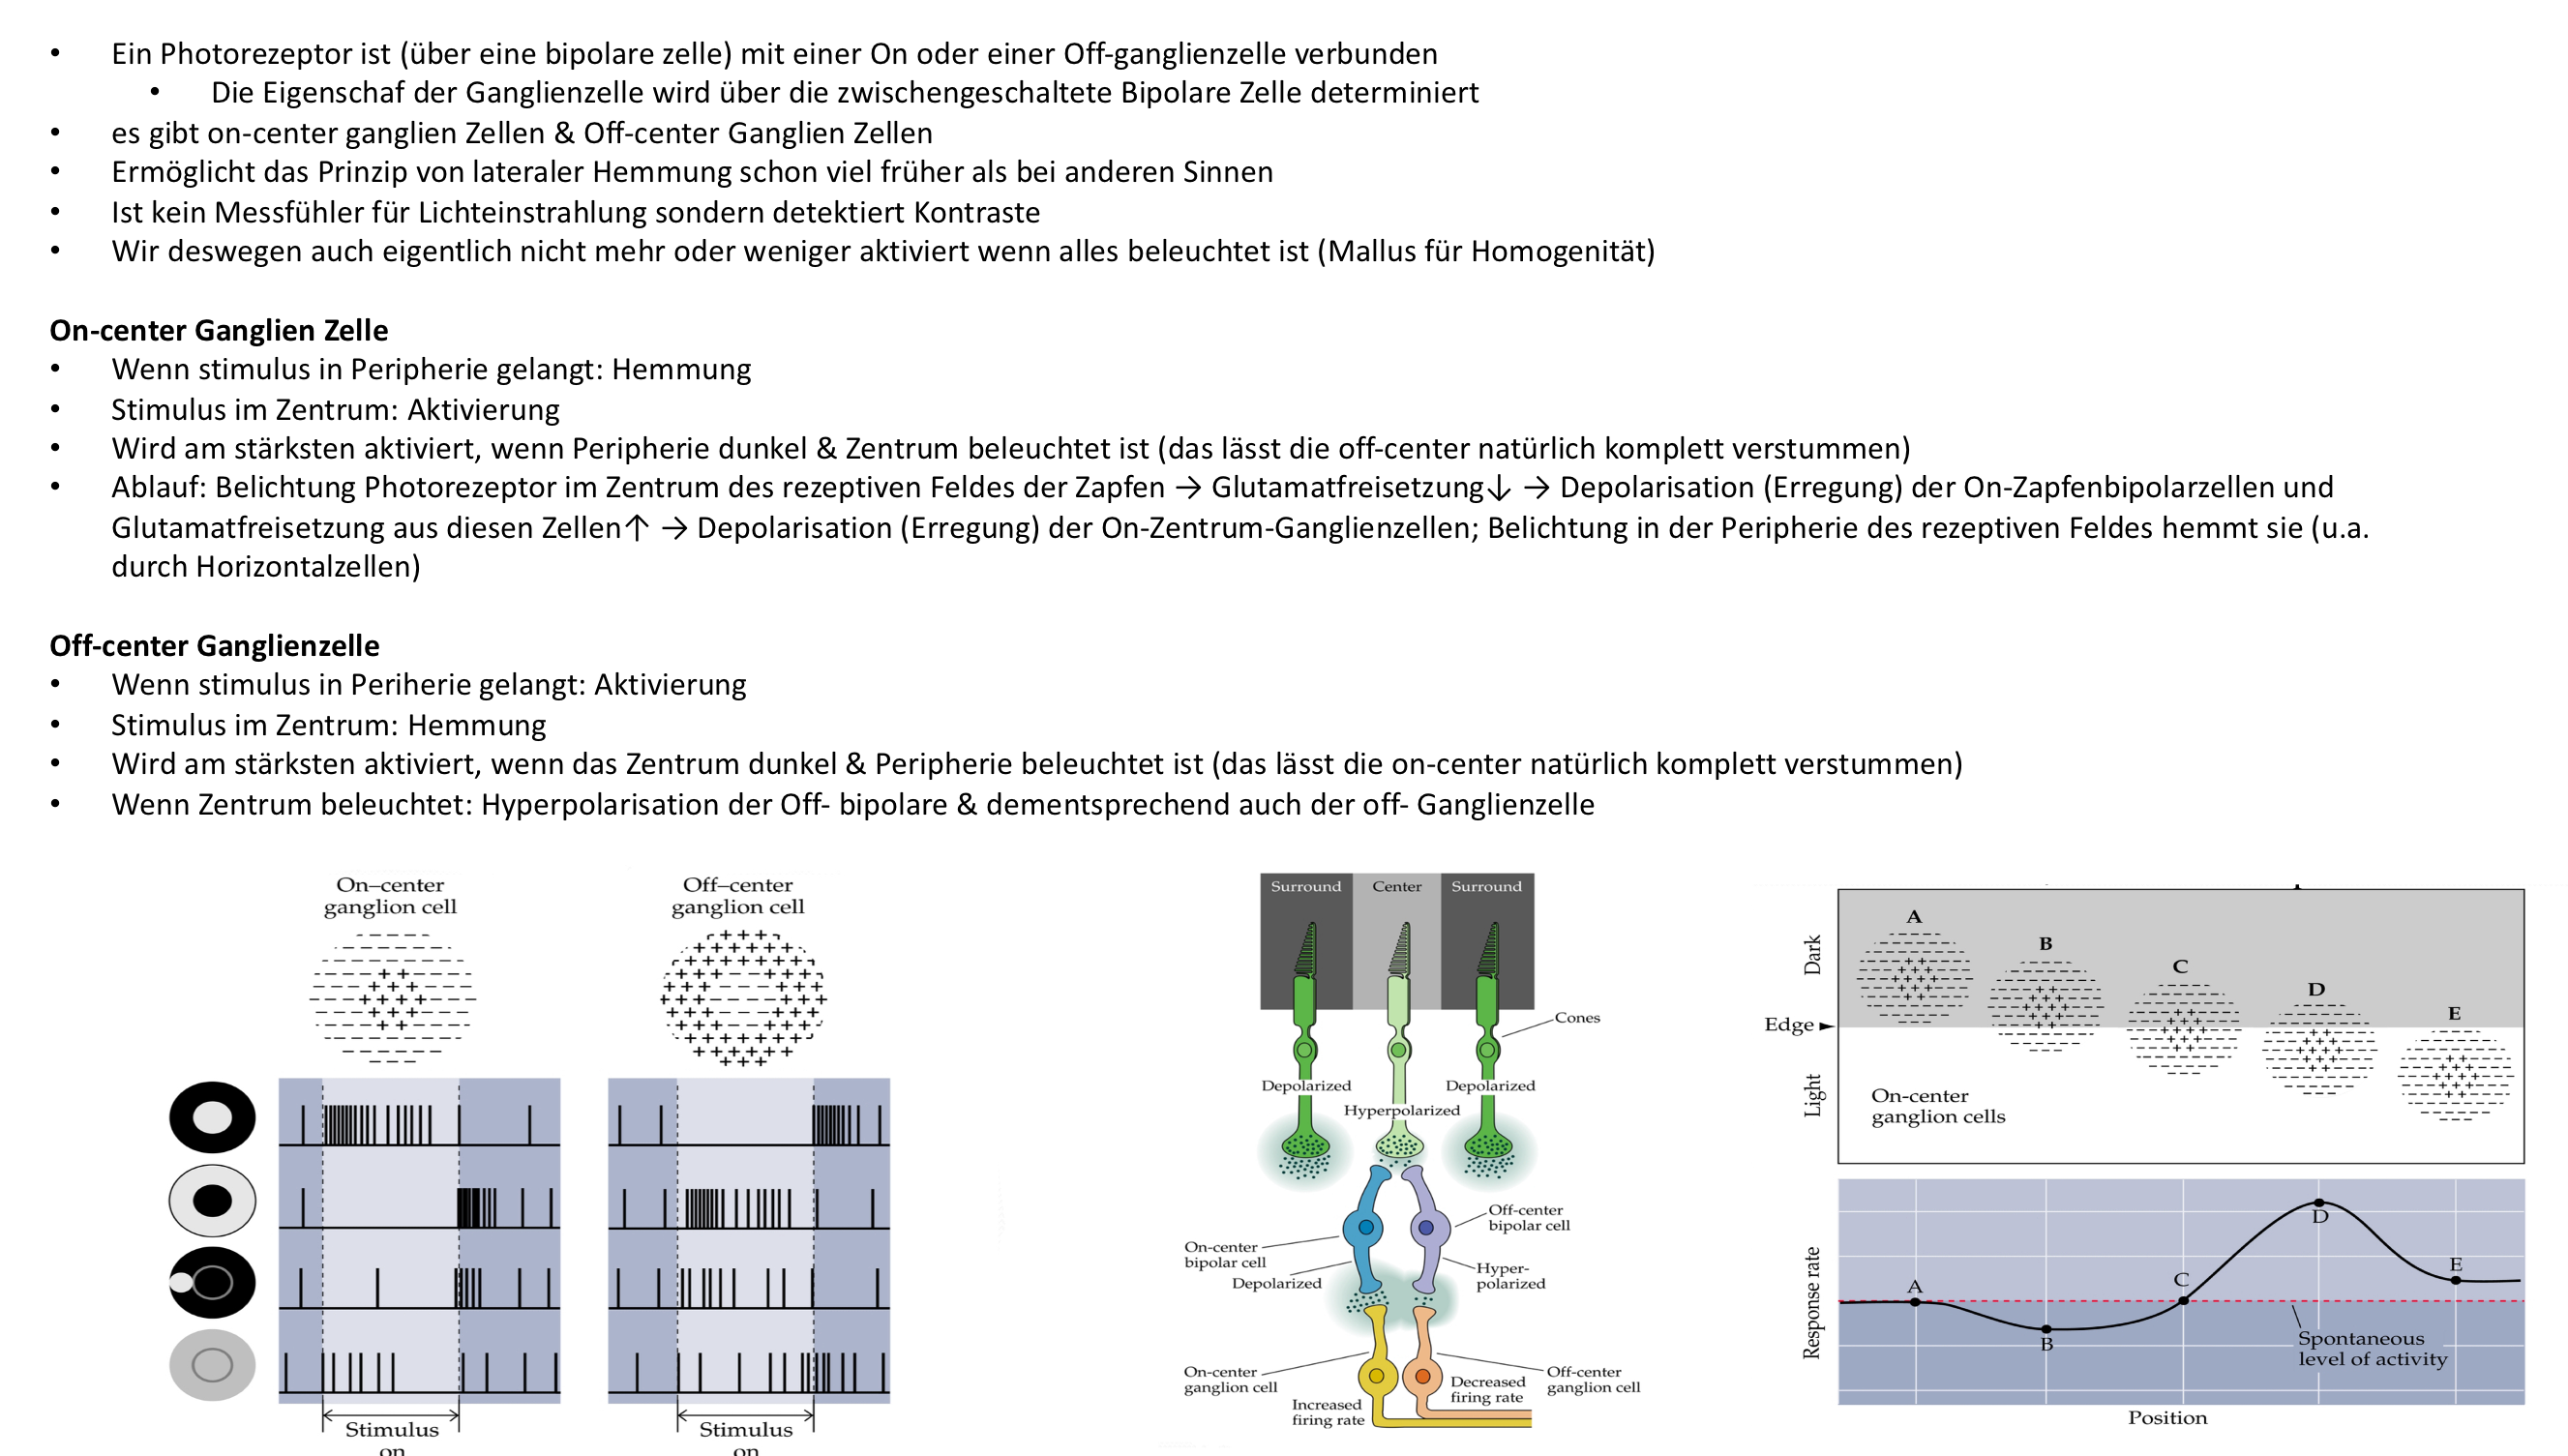 • Ein Photorezeptor ist (über eine bipolare zelle) mit einer On oder einer Off-ganglienzelle verbunden
• Die Eigenschaf der Ganglienzelle wird über die zwischengeschaltete Bipolare Zelle determiniert
• es gibt on-center ganglien Zellen & Off-center Ganglien Zellen
• Ermöglicht das Prinzip von lateraler Hemmung schon viel früher als bei anderen Sinnen
• Ist kein Messfühler für Lichteinstrahlung sondern detektiert Kontraste
• Wir deswegen auch eigentlich nicht mehr oder weniger aktiviert wenn alles beleuchtet ist (Mallus für Homogenität)
On-center Ganglien Zelle
• Wenn stimulus in Peripherie gelangt: Hemmung
• Stimulus im Zentrum: Aktivierung
• Wird am stärksten aktiviert, wenn Peripherie dunkel & Zentrum beleuchtet ist (das lässt die off-center natürlich komplett verstummen)
• Ablauf: Belichtung Photorezeptor im Zentrum des rezeptiven Feldes der Zapfen → Glutamatfreisetzung↓ → Depolarisation (Erregung) der On-Zapfenbipolarzellen und
Glutamatfreisetzung aus diesen Zellen↑ → Depolarisation (Erregung) der On-Zentrum-Ganglienzellen; Belichtung in der Peripherie des rezeptiven Feldes hemmt sie (u.a.
durch Horizontalzellen)
Off-center Ganglienzelle
• Wenn stimulus in Periherie gelangt: Aktivierung
• Stimulus im Zentrum: Hemmung
• Wird am stärksten aktiviert, wenn das Zentrum dunkel & Peripherie beleuchtet ist (das lässt die on-center natürlich komplett verstummen)
• Wenn Zentrum beleuchtet: Hyperpolarisation der Off- bipolare & dementsprechend auch der off- Ganglienzelle
On–center
ganglion cell
Off–center
ganglion cell
Stimulus
on
Stimulus
on
Surround
Center
Surround
Cones
Depolarized
Depolarized
Hyperpolarized
Off-center
bipolar cell
On-center
bipolar cell
Depolarized
Hyper-
polarized
On-center
ganglion cell
Off-center
ganglion cell
Decreased
firing rate
Increased
firing rate
Dark
Edge
Light
A
B
C
D
E
On-center
ganglion cells
Response rate
A
B
C
D
E
Spontaneous
level of activity
Position